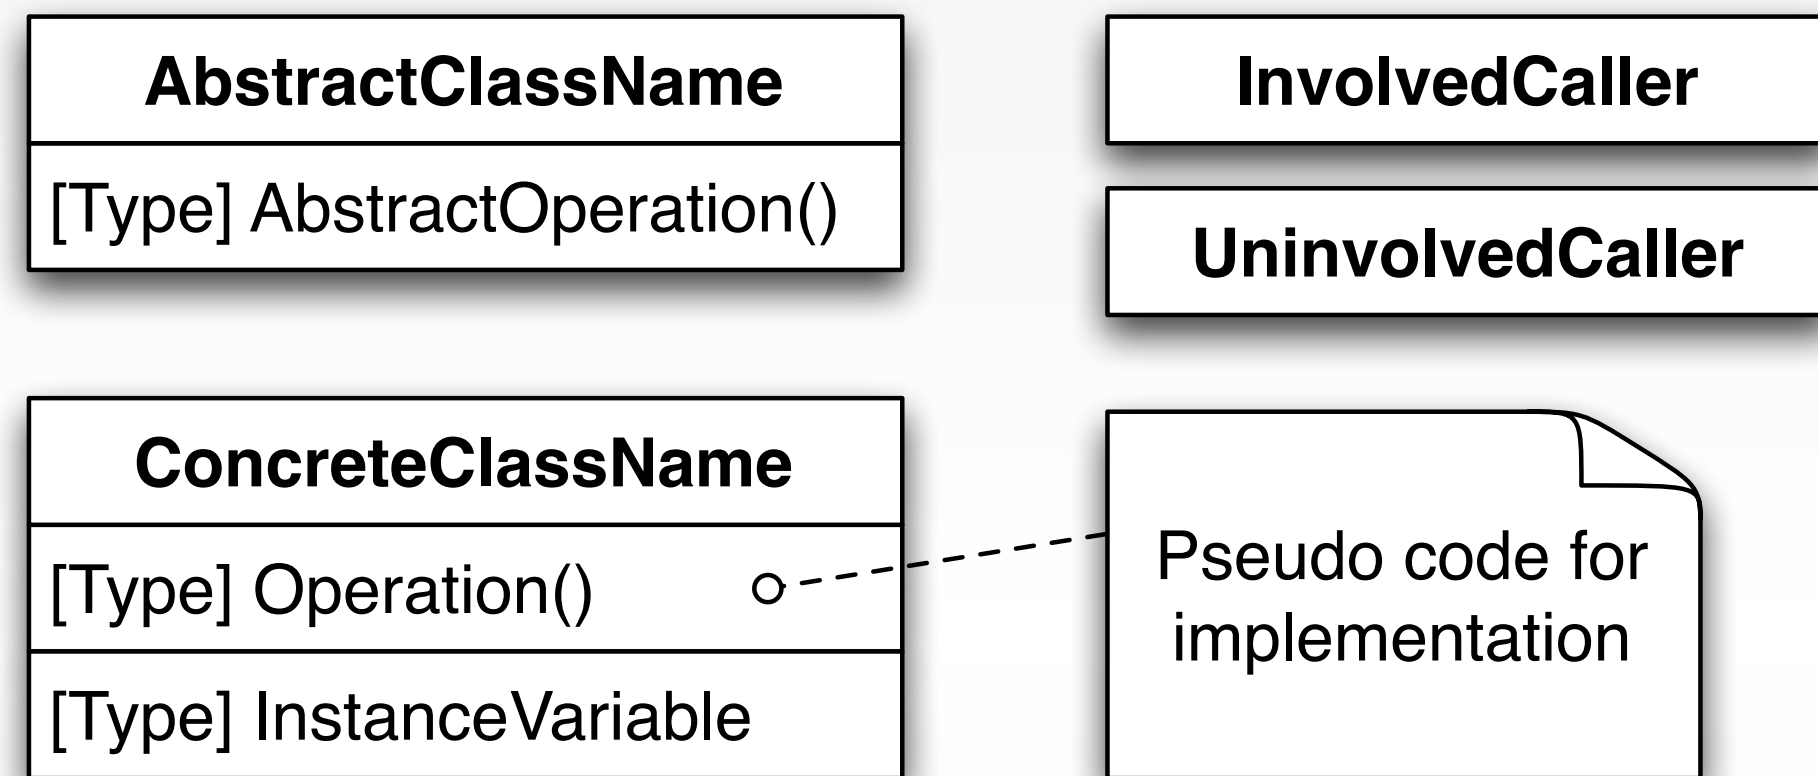 AbstractClassName
[Type] AbstractOperation()
InvolvedCaller
UninvolvedCaller
ConcreteClassName
[Type] Operation()
[Type] InstanceVariable
Pseudo code for
implementation